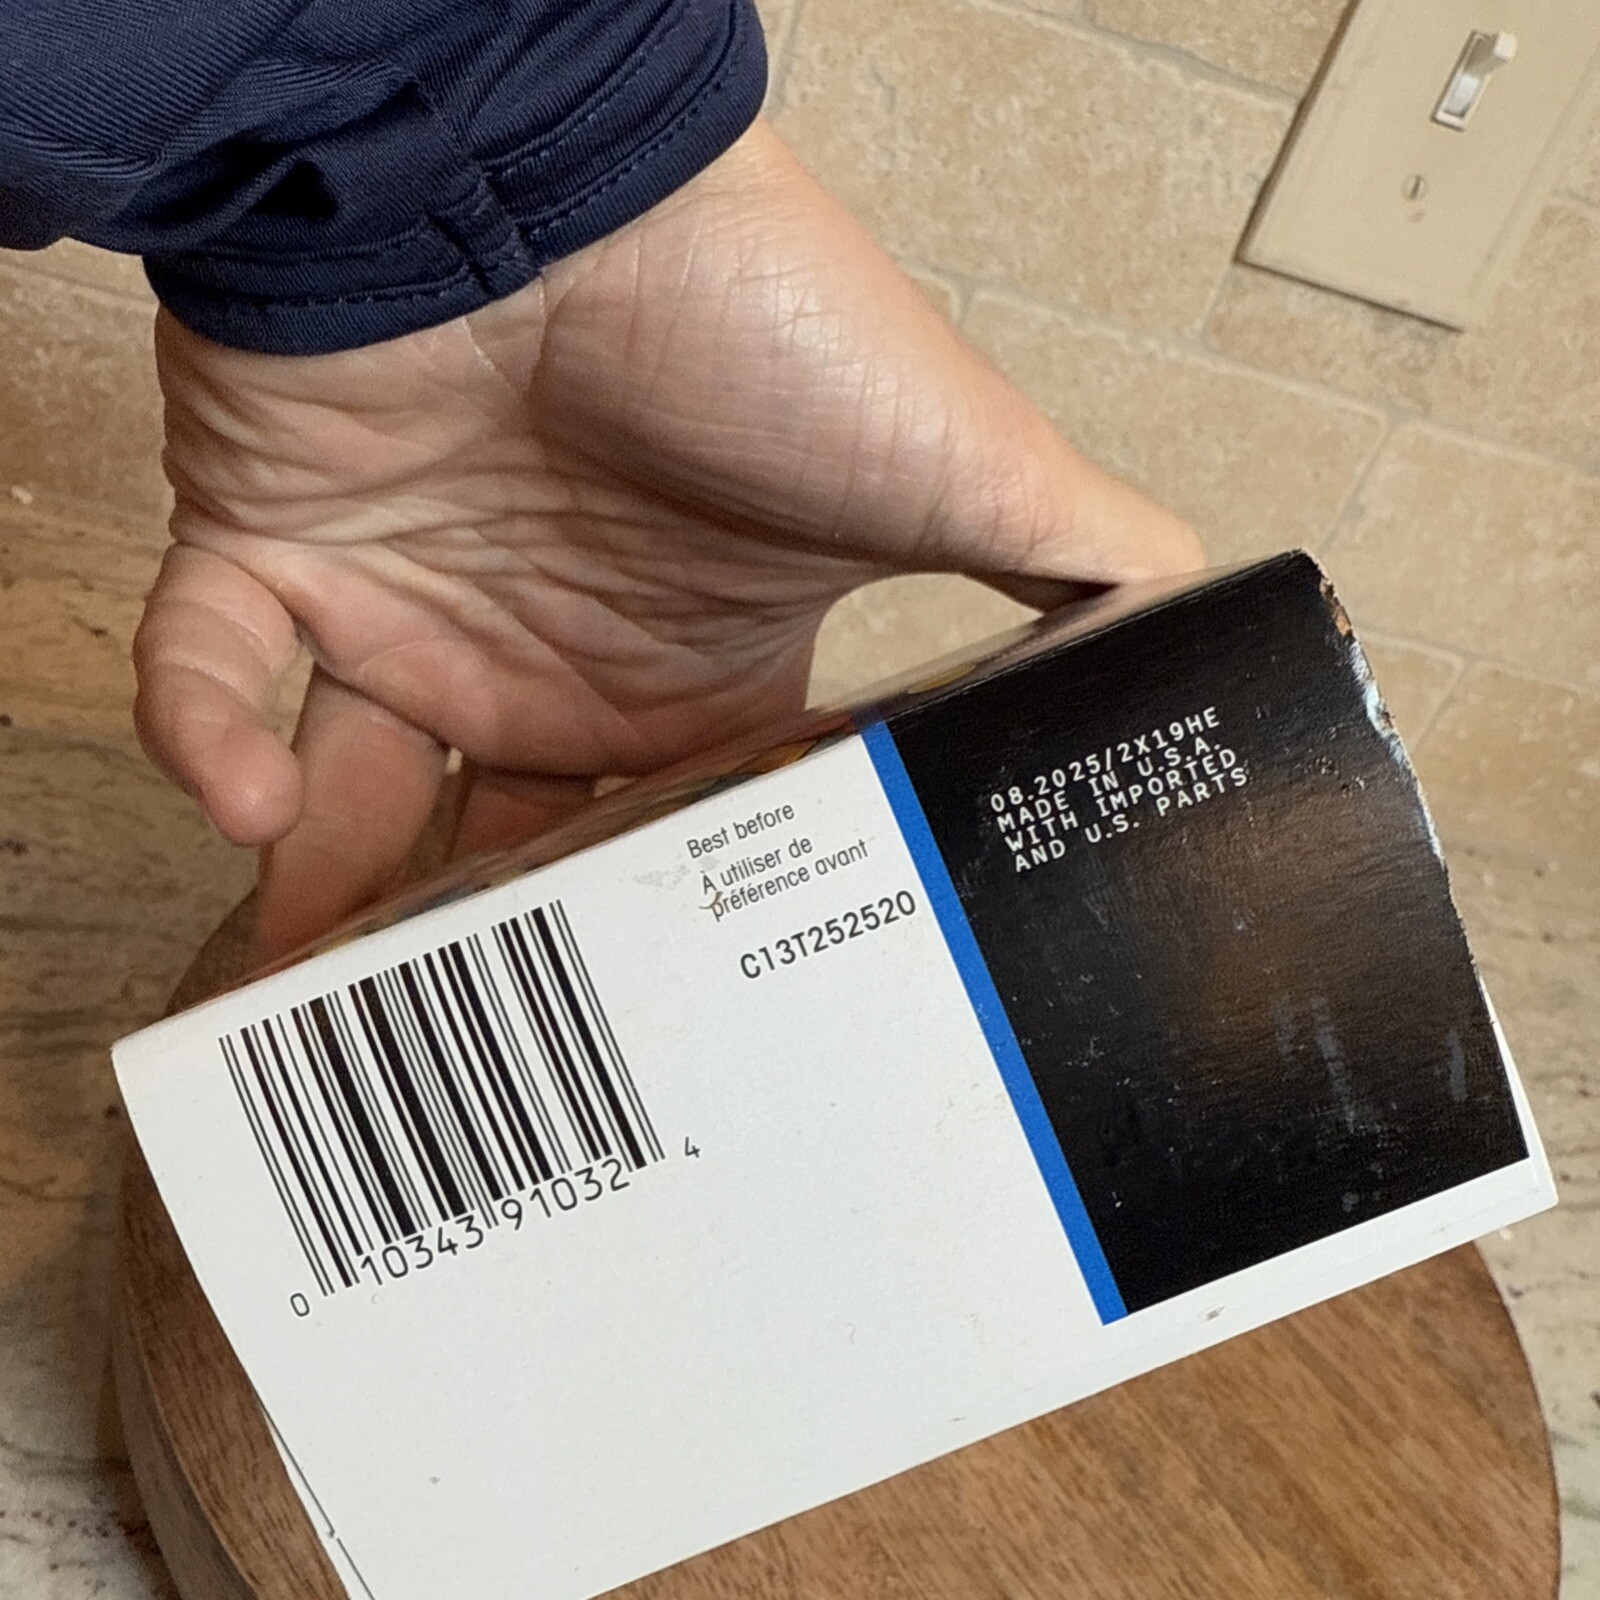 08.2025/2X19HE
MADE IN U.S.A.
WITH IMPORTED
AND U.S. PARTS
Best before
À utiliser de
préférence avant
C13T252520
0 10343 91032 4